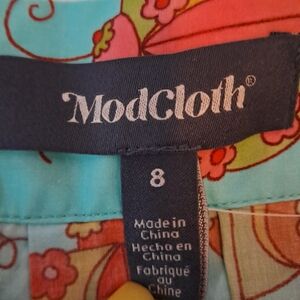 ModCloth®
8
Made in
China
Hecho en
China
Fabriqué
au
Chine